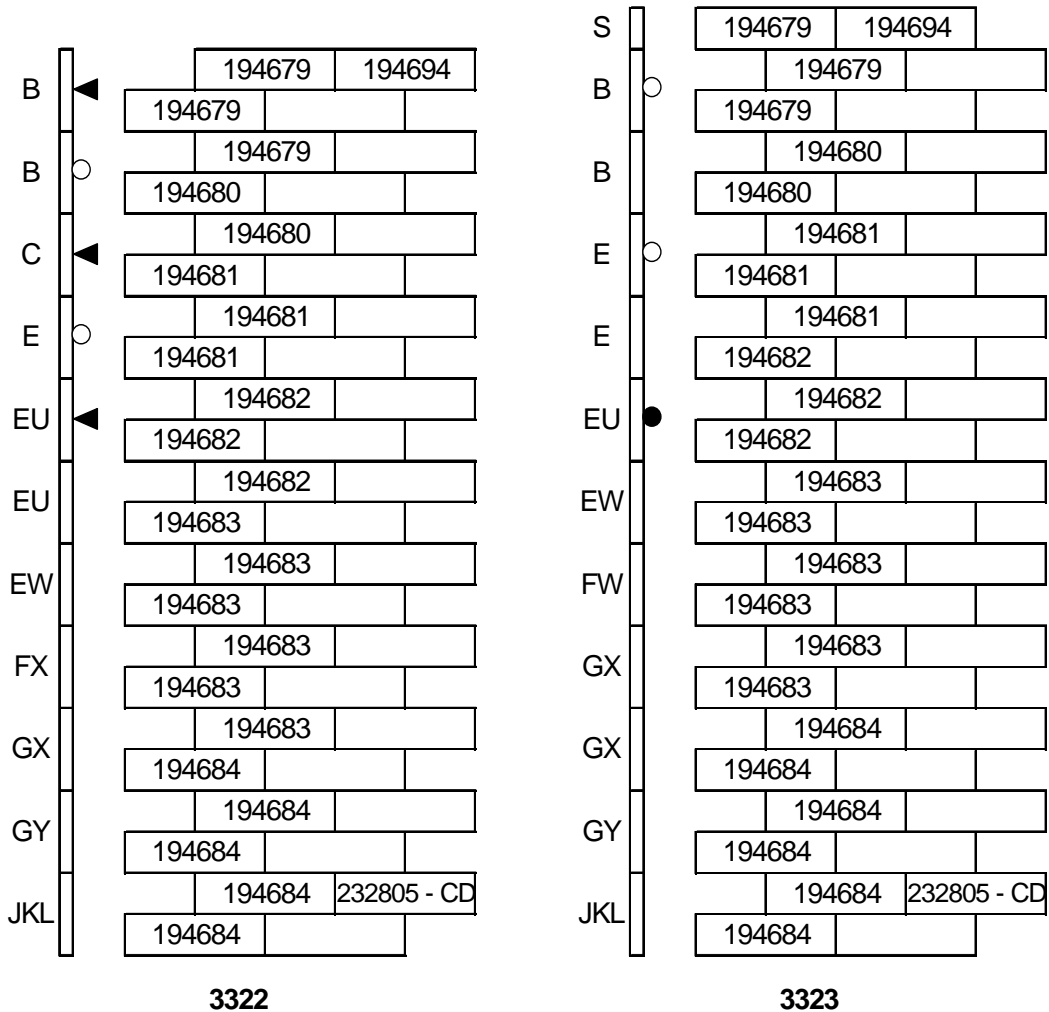 S 194679 194694
194679 194694
B
194679
B 194679
194679
194679
B
194680
B 194680
194680
194680
C
194681
E 194681
194681
194681
E
194681
E 194682
194682
EU
194682
EU 194682
194682
194682
EU
194683
EW 194683
194683
194683
EW
194683
FW 194683
194683
194683
FX
194683
GX 194683
194683
194683
GX
194684
GX 194684
194684
194684
GY
194684
GY 194684
194684
194684 232805 - CD
JKL
194684
194684 232805 - CD
JKL
194684
3322 3323